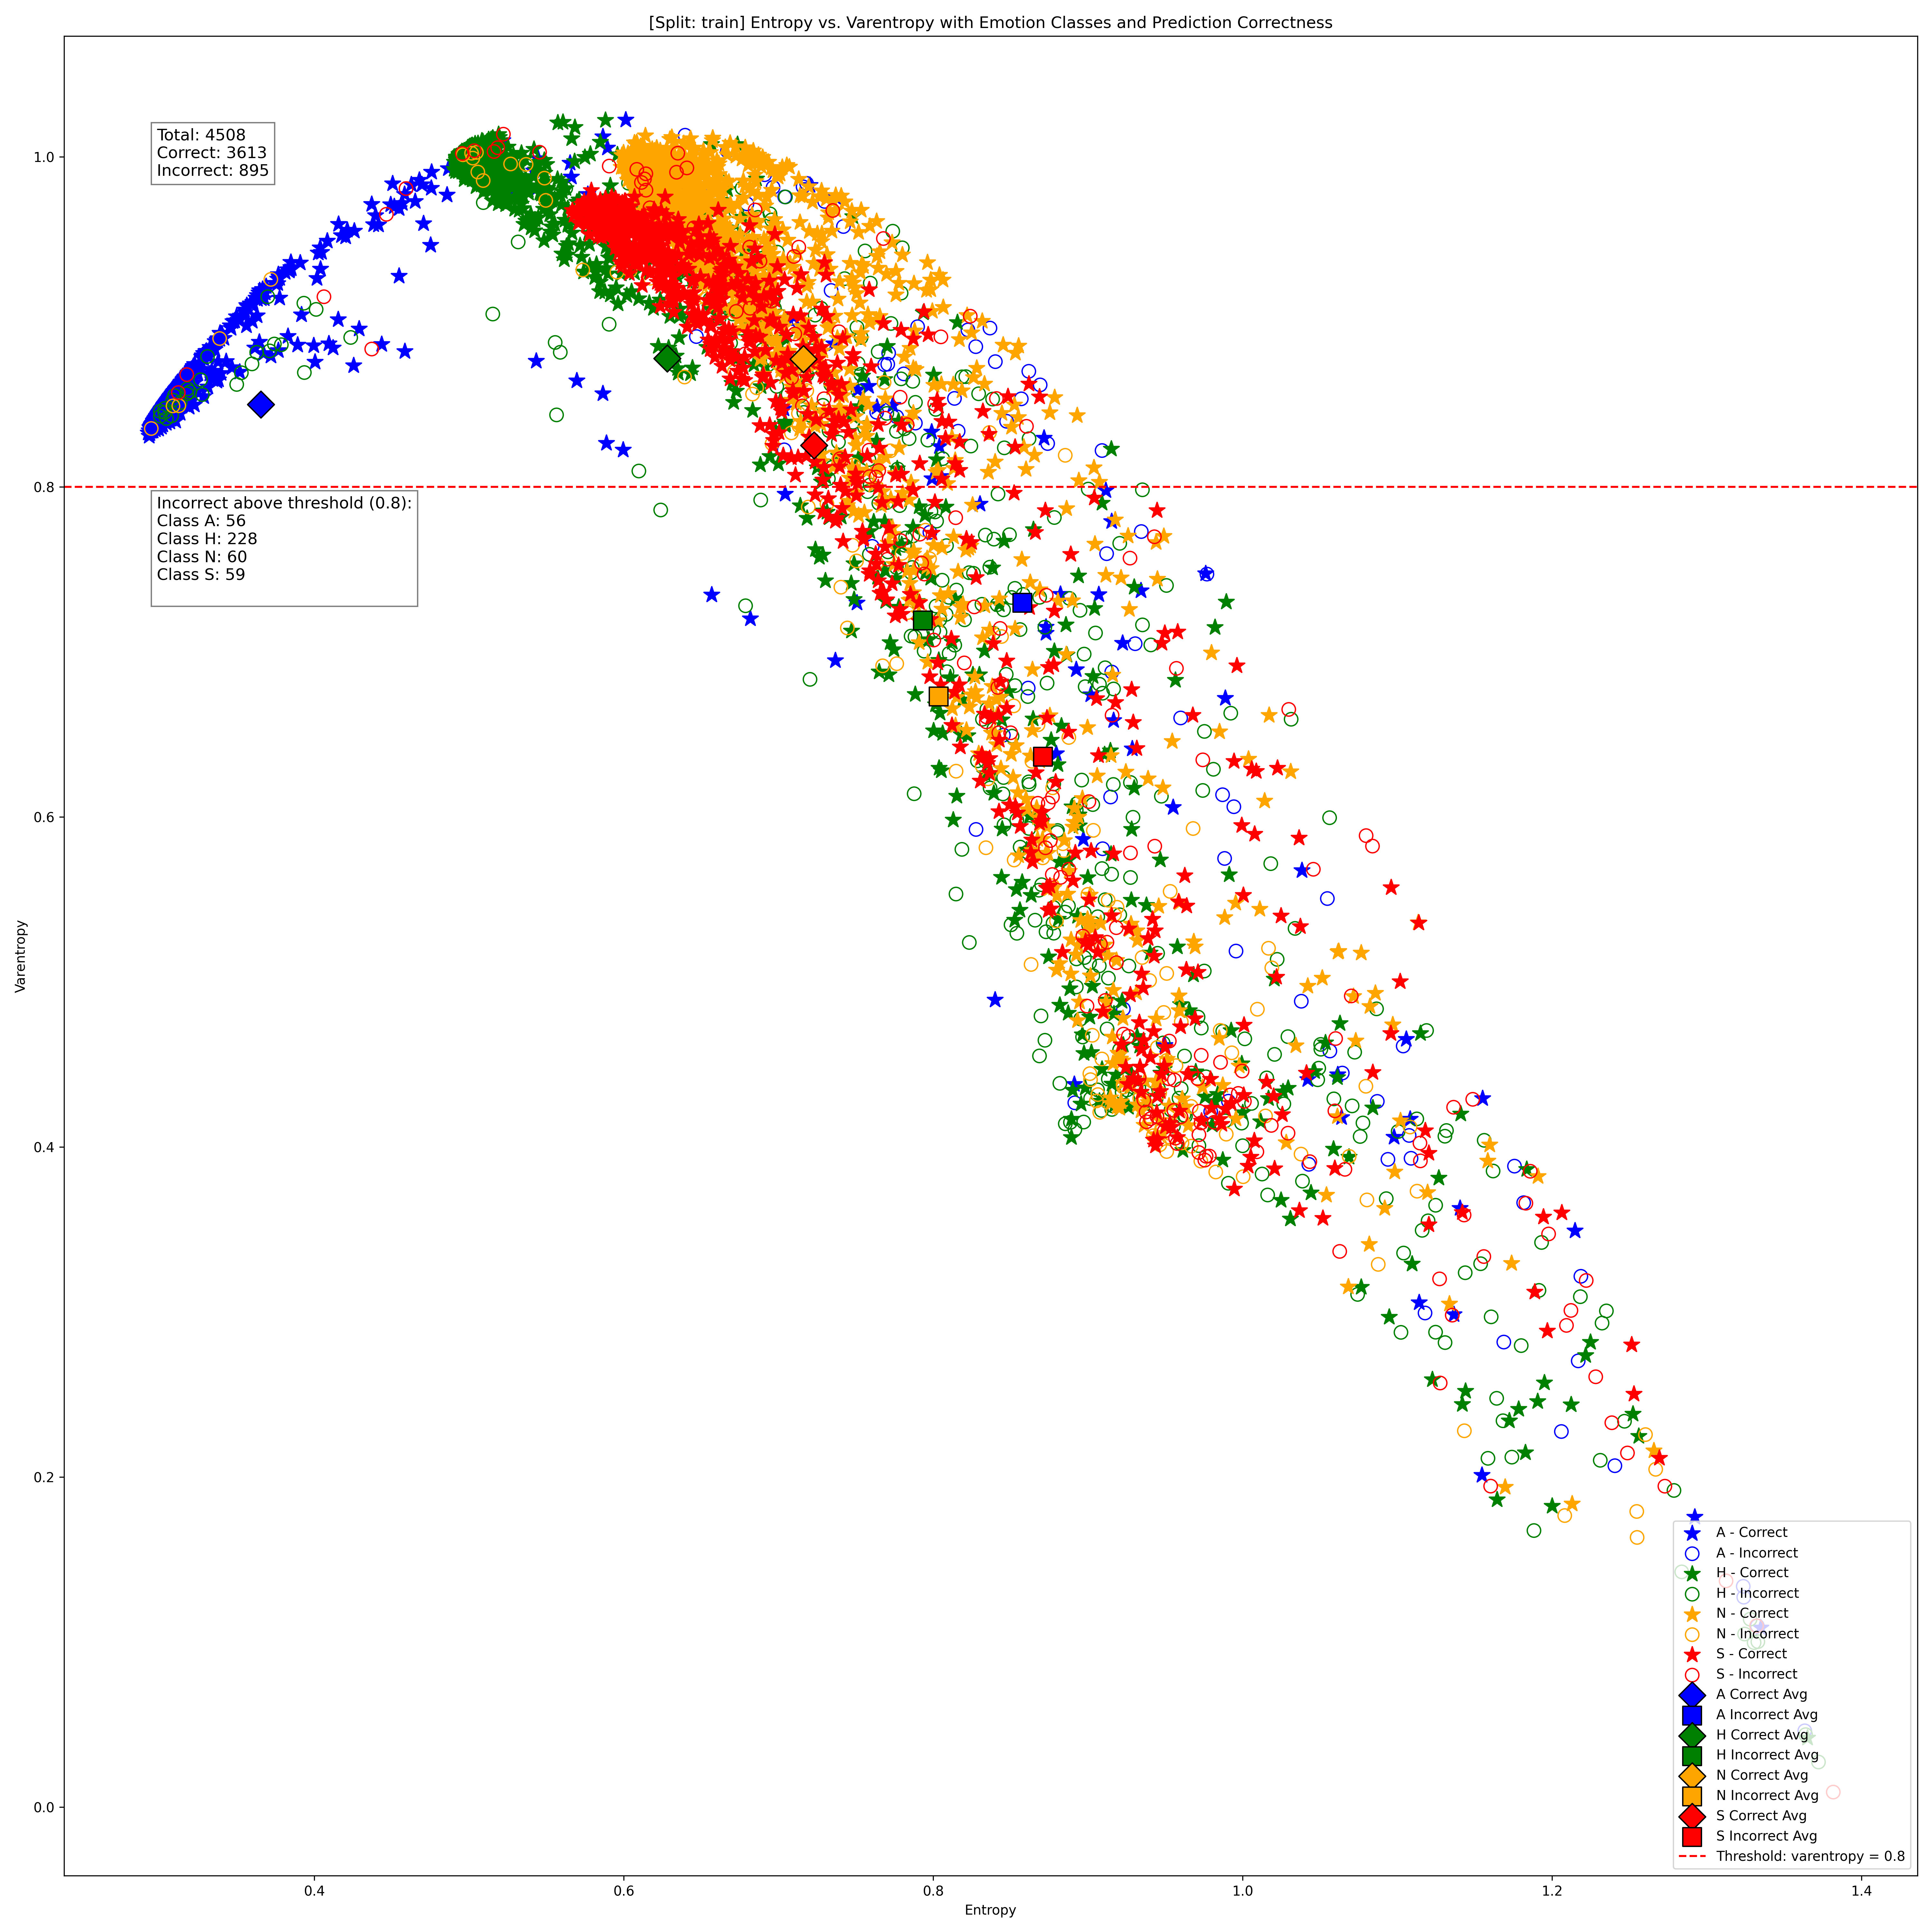 [Split: train] Entropy vs. Varentropy with Emotion Classes and Prediction Correctness
Total: 4508
Correct: 3613
Incorrect: 895
Incorrect above threshold (0.8):
Class A: 56
Class H: 228
Class N: 60
Class S: 59
Varentropy
1.0
0.8
0.6
0.4
0.2
0.0
0.4
0.6
0.8
1.0
1.2
1.4
Entropy
A - Correct
A - Incorrect
H - Correct
H - Incorrect
N - Correct
N - Incorrect
S - Correct
S - Incorrect
A Correct Avg
A Incorrect Avg
H Correct Avg
H Incorrect Avg
N Correct Avg
N Incorrect Avg
S Correct Avg
S Incorrect Avg
Threshold: varentropy = 0.8